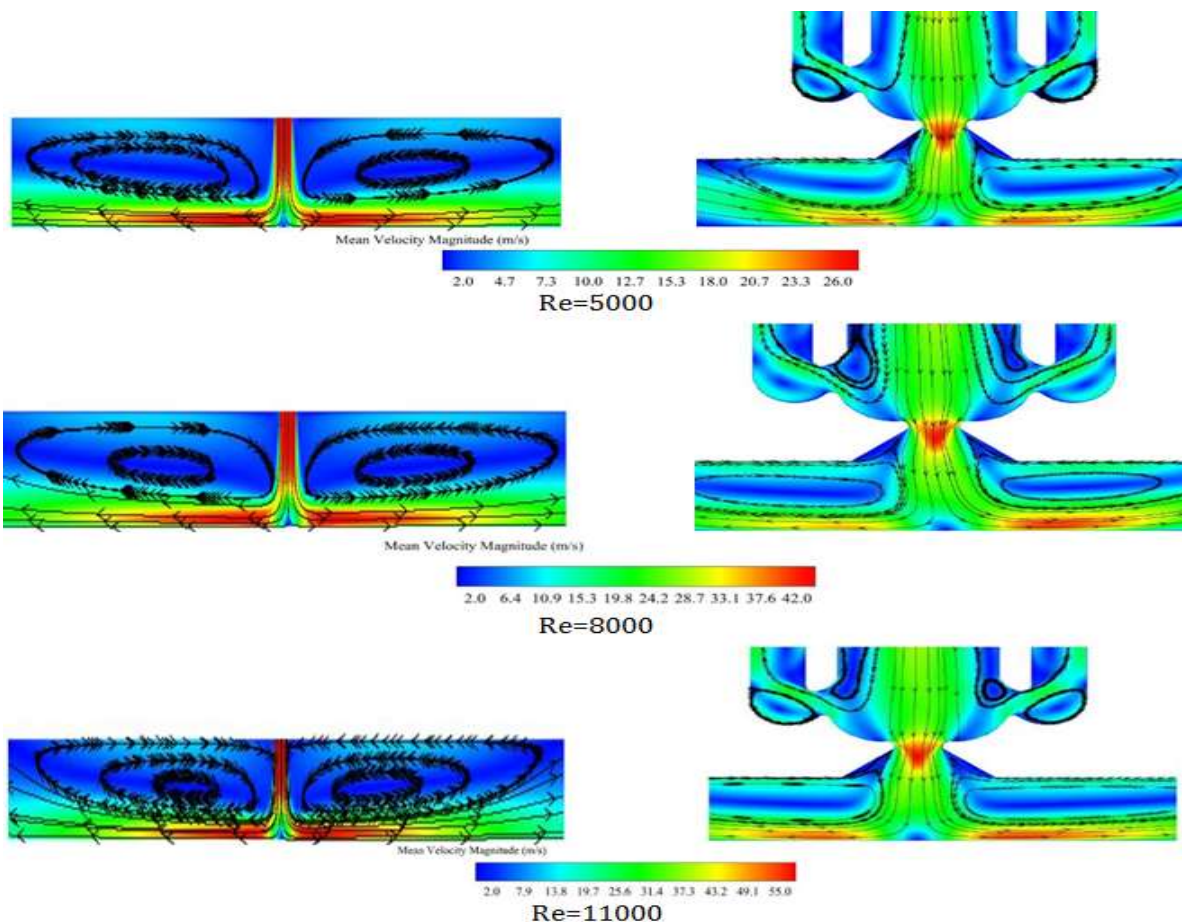 Mean Velocity Magnitude (m/s)
2.0 4.7 7.3 10.0 12.7 15.3 18.0 20.7 23.3 26.0
Re=5000
Mean Velocity Magnitude (m/s)
2.0 6.4 10.9 15.3 19.8 24.2 28.7 33.1 37.6 42.0
Re=8000
Mean Velocity Magnitude (m/s)
2.0 7.9 13.8 19.7 25.6 31.4 37.3 43.2 49.1 55.0
Re=11000